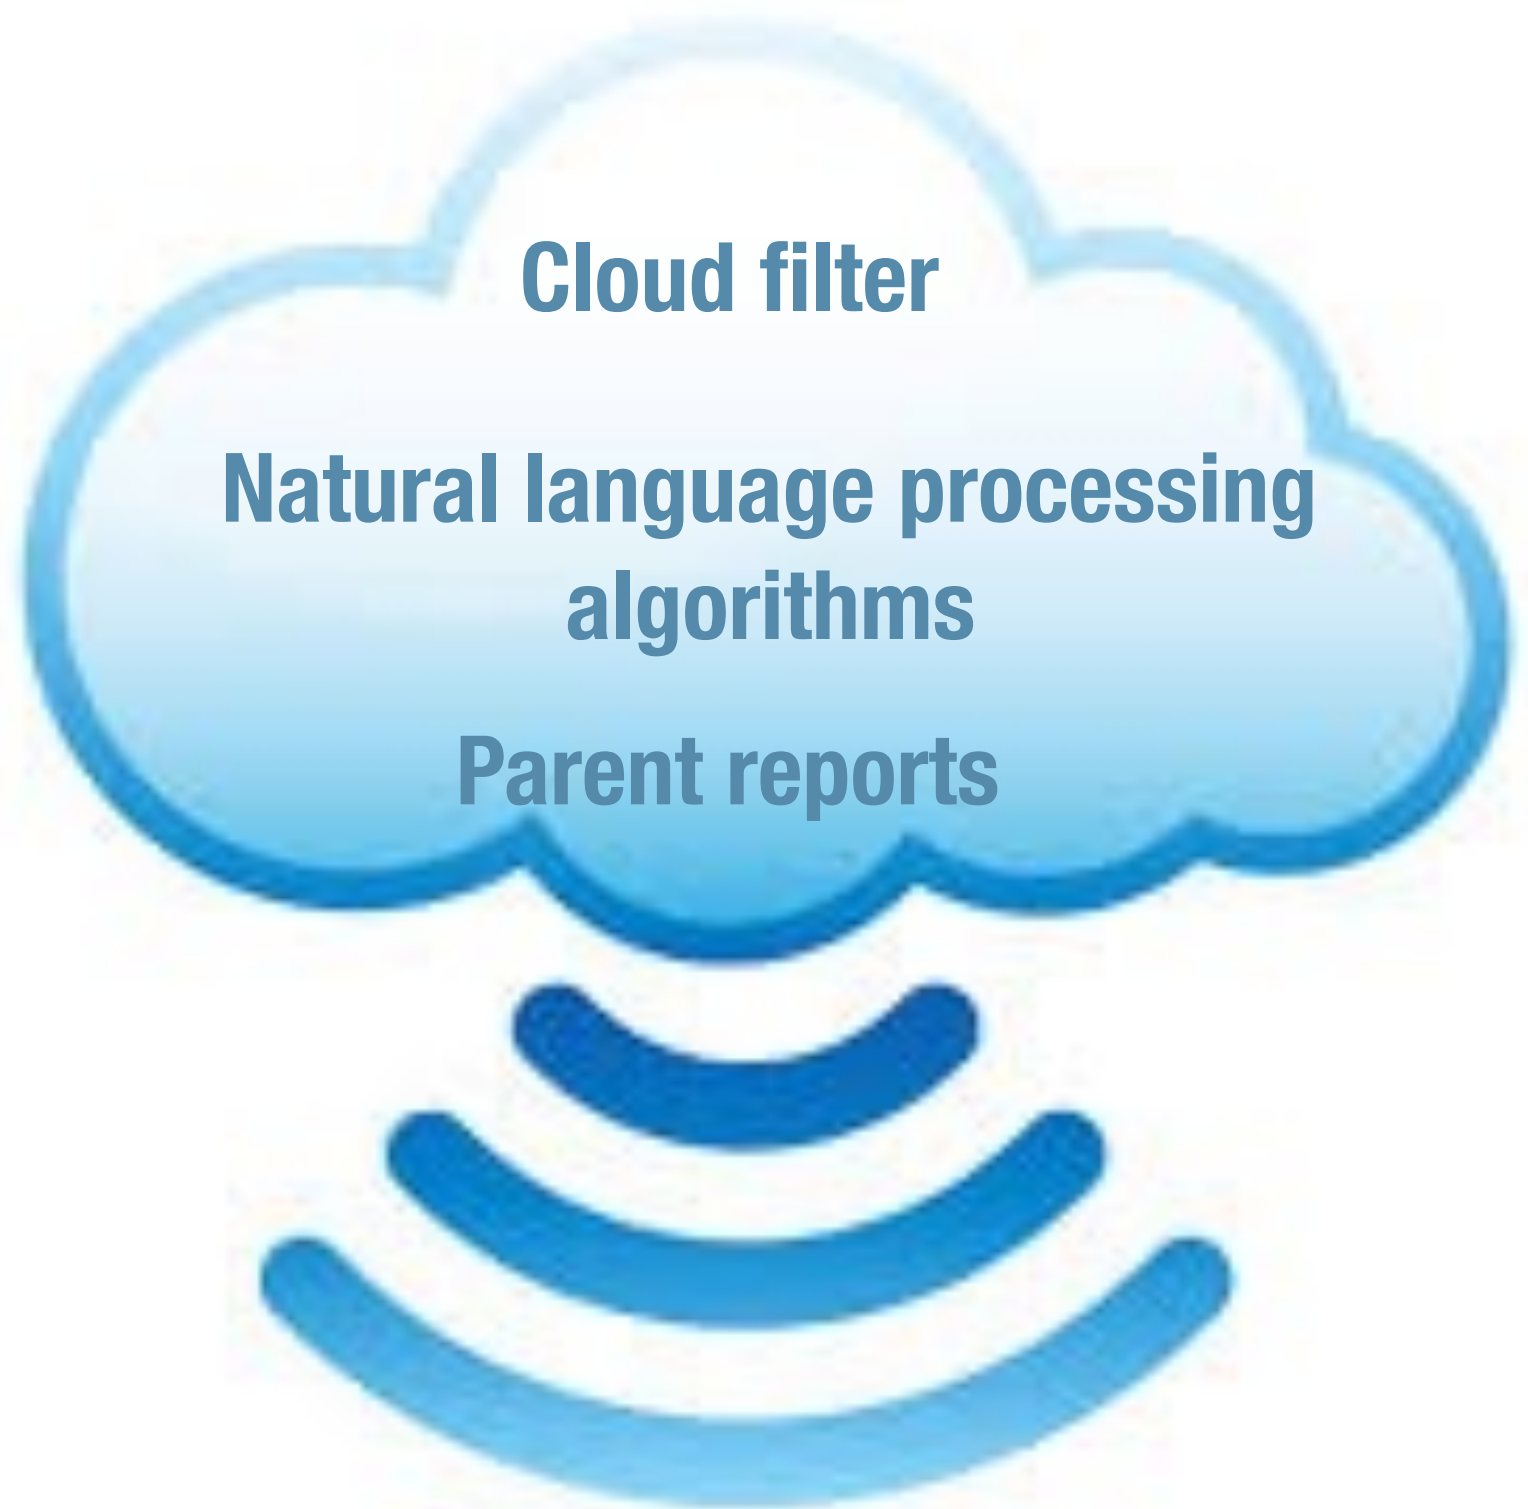 Cloud filter
Natural language processing
algorithms
Parent reports